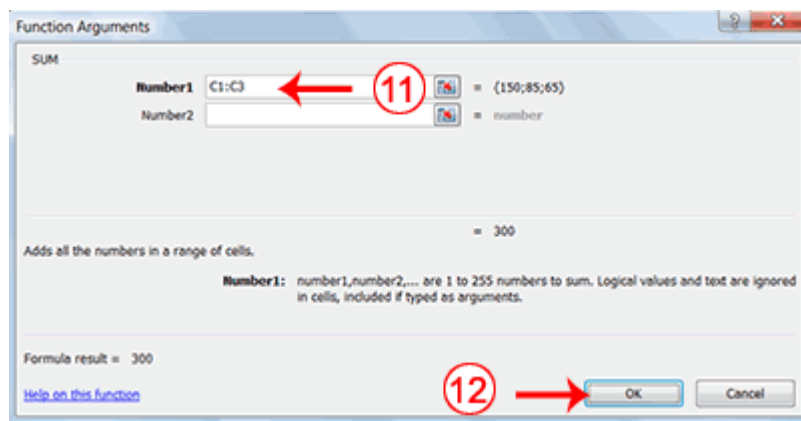 Function Arguments
SUM
Number1 C1:C3 11 = {150;85;65}
Number2 = number
= 300
Adds all the numbers in a range of cells.
Number1: number1,number2,... are 1 to 255 numbers to sum. Logical values and text are ignored
in cells, included if typed as arguments.
Formula result = 300
Help on this function 12 OK Cancel